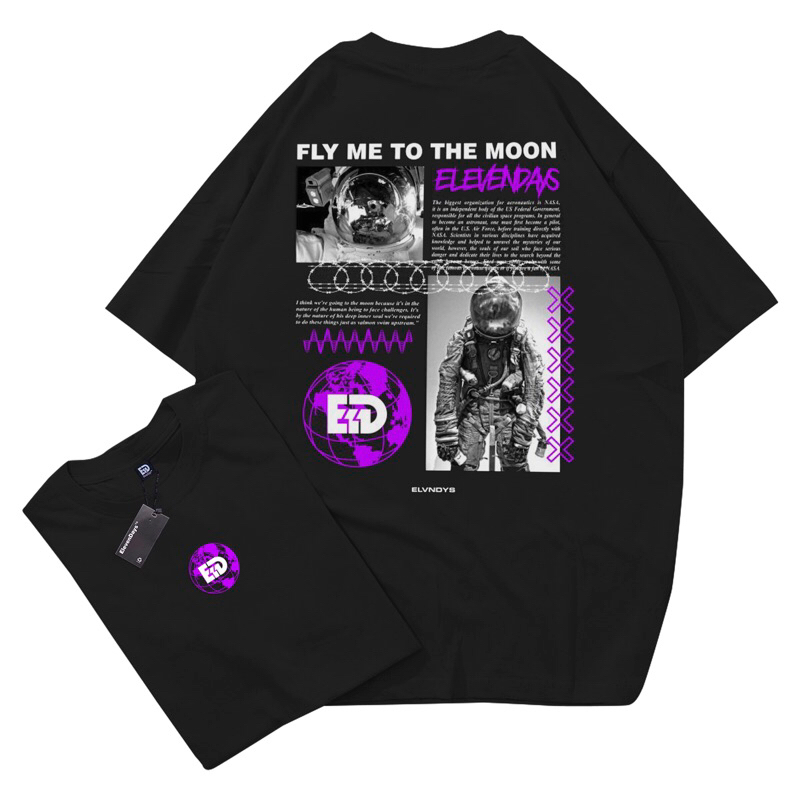 FLY ME TO THE MOON
ELEVENDAYS
The biggest organization for aeronautics is NASA,
it is an independent body of the US Federal Government,
responsible for all the civilian space programs. In general
to become an astronaut, one must first become a pilot,
often in the U.S. Air Force, before training directly with
NASA. Scientists in various disciplines have acquired
knowledge and helped to unravel the mysteries of our
world, however, the souls of our soil who face serious
danger and dedicate their lives to the search beyond the
I think we're going to the moon because it's in the
nature of the human being to face challenges. It's
by the nature of his deep inner soul we're required
to do these things just as salmon swim upstream."
ED
ELVNDYS
ED
ElevenDays
ED